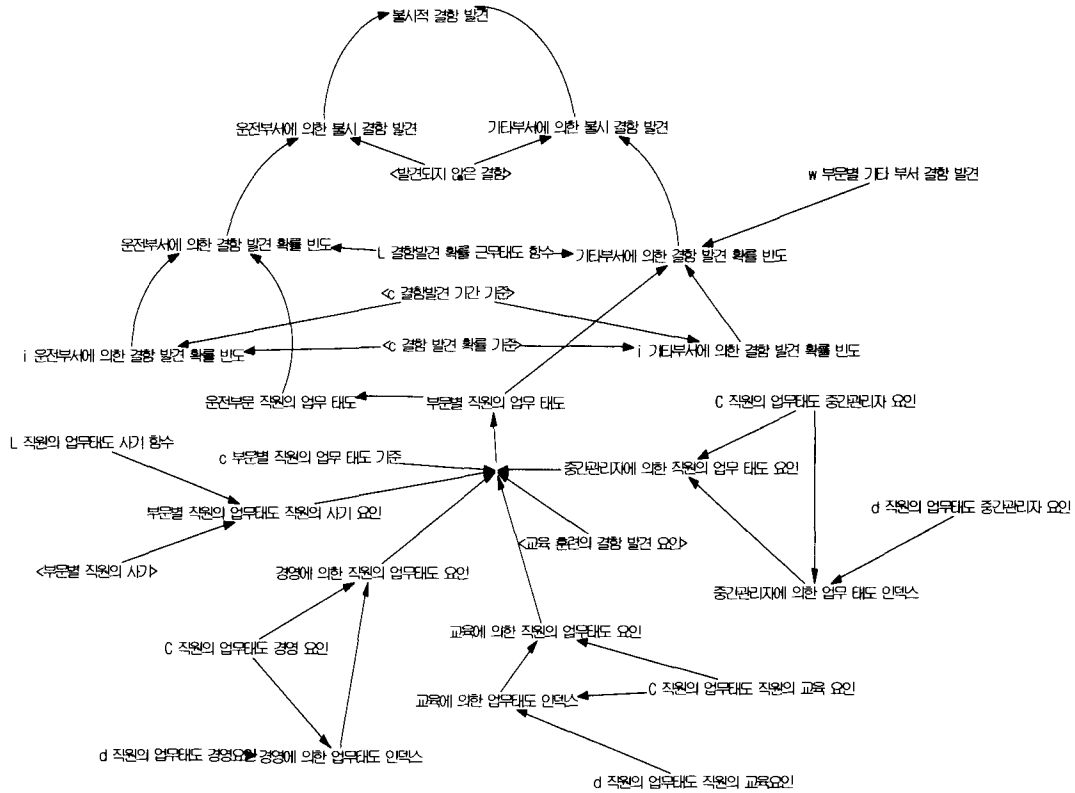 불시적 결함 발견
운전부서에 의한 불시 결함 발견
기타부서에 의한 불시 결함 발견
<발견되지 않은 결함>
w 부문별 기타 부서 결함 발견
운전부서에 의한 결함 발견 확률 빈도
L 결함발견 확률 근무태도 함수
기타부서에 의한 결함 발견 확률 빈도
<c 결함발견 기간 기준>
i 운전부서에 의한 결함 발견 확률 빈도
<c 결함 발견 확률 기준>
i 기타부서에 의한 결함 발견 확률 빈도
운전부문 직원의 업무 태도
부문별 직원의 업무 태도
C 직원의 업무태도 중간관리자 요인
L 직원의 업무태도 사기 함수
c 부문별 직원의 업무 태도 기준
중간관리자에 의한 직원의 업무 태도 요인
부문별 직원의 업무태도 직원의 사기 요인
d 직원의 업무태도 중간관리자 요인
<교육 훈련의 결함 발견 요인>
<부문별 직원의 사기>
경영에 의한 직원의 업무태도 요인
중간관리자에 의한 업무 태도 인덱스
교육에 의한 직원의 업무태도 요인
C 직원의 업무태도 경영 요인
C 직원의 업무태도 직원의 교육 요인
교육에 의한 업무태도 인덱스
d 직원의 업무태도 경영요인
경영에 의한 업무태도 인덱스
d 직원의 업무태도 직원의 교육요인